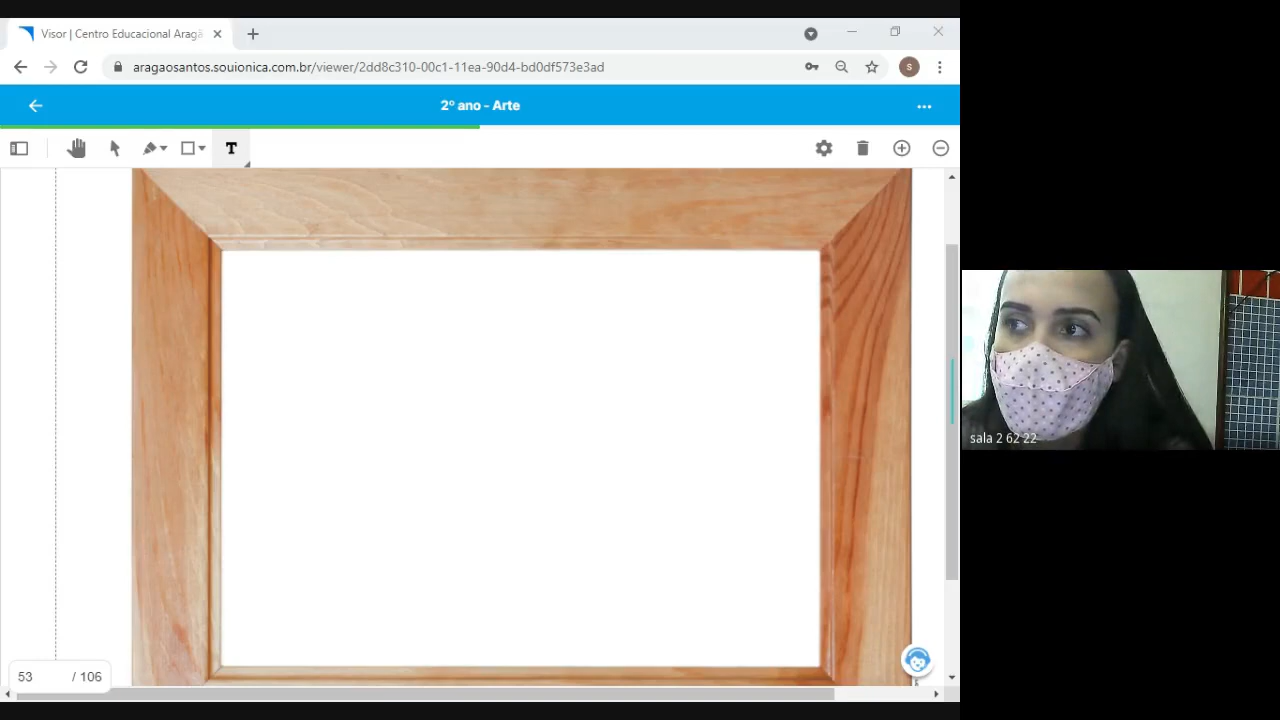 Visor | Centro Educacional Aragã
aragaosantos.souionica.com.br/viewer/2dd8c310-00c1-11ea-90d4-bd0df573e3ad
s
2º ano - Arte
T
53 / 106
sala 2 62 22